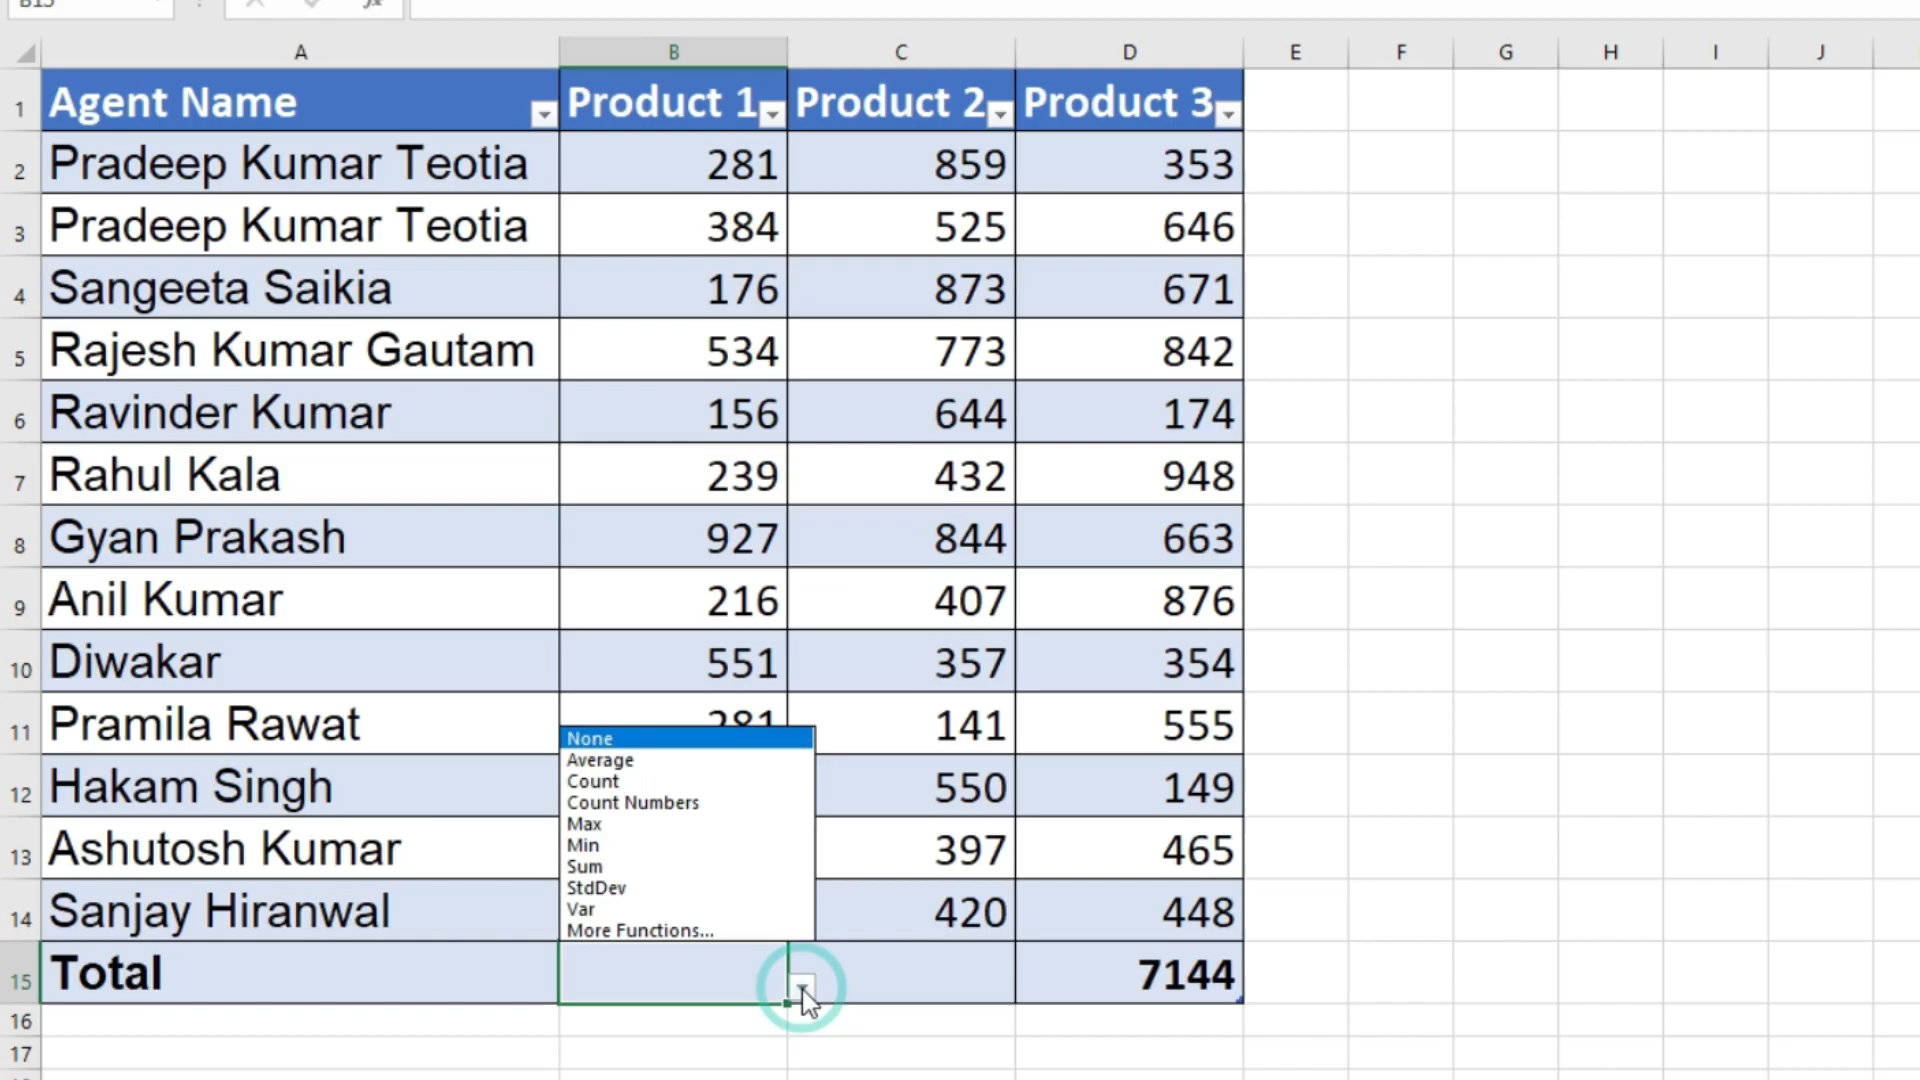 B15 fx
A B C D E F G H I J
1 Agent Name Product 1 Product 2 Product 3
2 Pradeep Kumar Teotia 281 859 353
3 Pradeep Kumar Teotia 384 525 646
4 Sangeeta Saikia 176 873 671
5 Rajesh Kumar Gautam 534 773 842
6 Ravinder Kumar 156 644 174
7 Rahul Kala 239 432 948
8 Gyan Prakash 927 844 663
9 Anil Kumar 216 407 876
10 Diwakar 551 357 354
11 Pramila Rawat 281 141 555
None
Average
Count
12 Hakam Singh 550 149
Count Numbers
Max
Min
13 Ashutosh Kumar 397 465
Sum
StdDev
Var
14 Sanjay Hiranwal 420 448
More Functions...
15 Total 7144
16
17